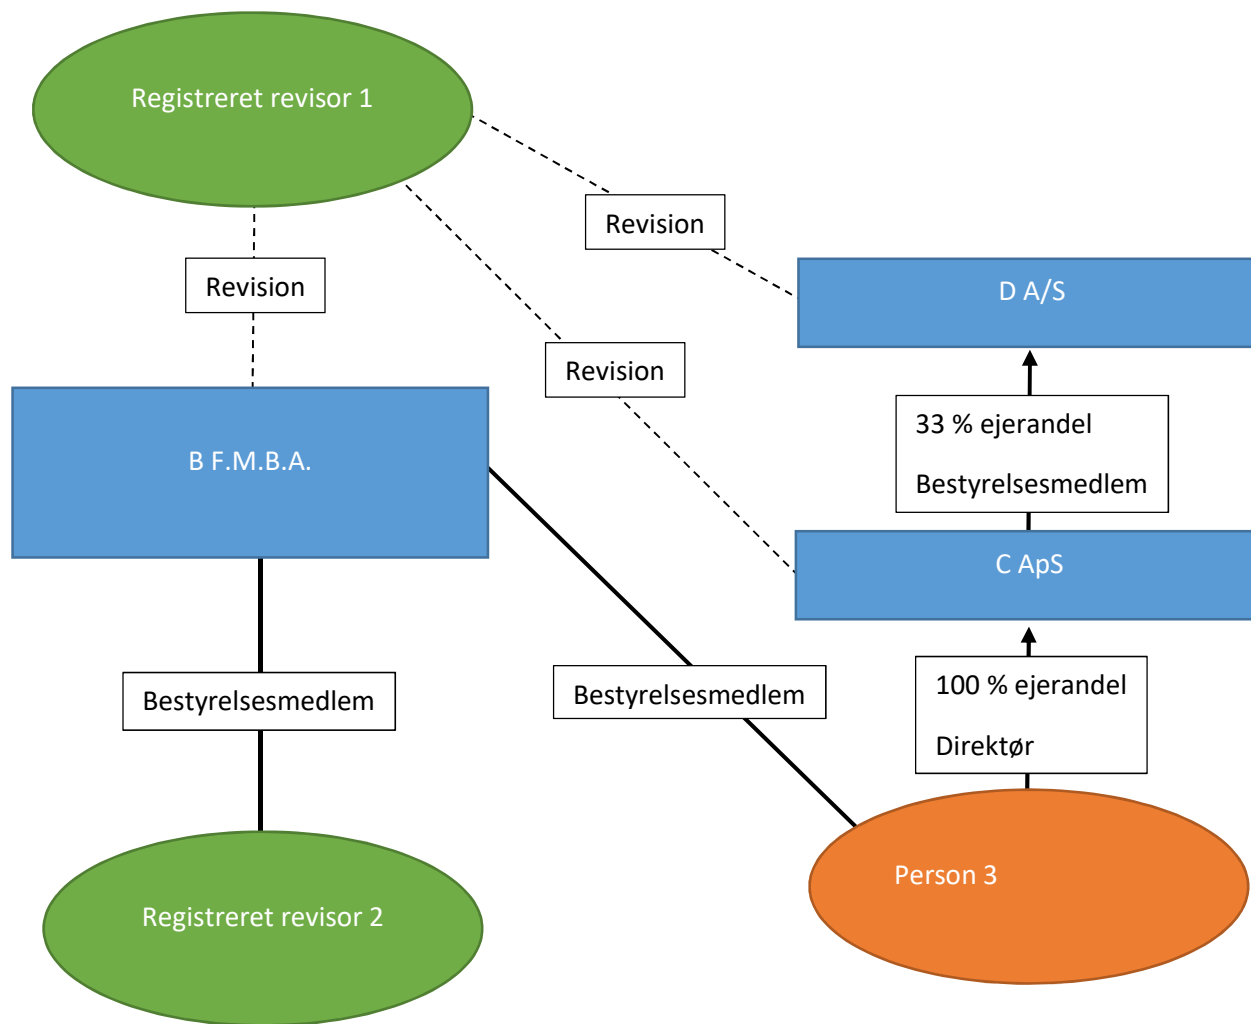 Registreret revisor 1
Revision
D A/S
Revision
Revision
33 % ejerandel
Bestyrelsesmedlem
B F.M.B.A.
C ApS
Bestyrelsesmedlem
Bestyrelsesmedlem
100 % ejerandel
Direktør
Person 3
Registreret revisor 2